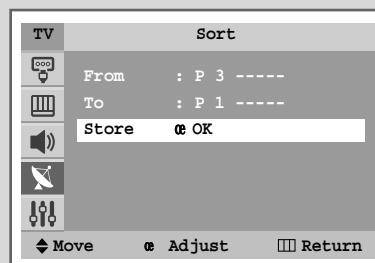 TV Sort
From : P 3 -----
To : P 1 -----
Store œ OK
Move œ Adjust Return